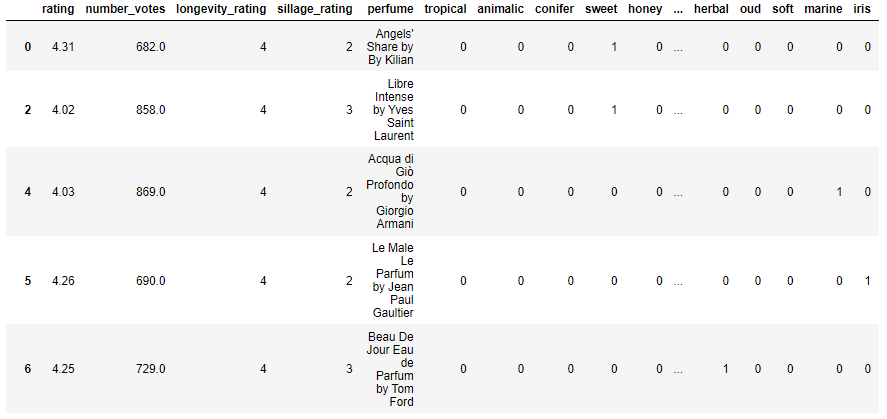 rating number_votes longevity_rating sillage_rating perfume tropical animalic conifer sweet honey ... herbal oud soft marine iris
0 4.31 682.0 4 2 Angels' Share by By Kilian 0 0 0 1 0 ... 0 0 0 0 0
2 4.02 858.0 4 3 Libre Intense by Yves Saint Laurent 0 0 0 1 0 ... 0 0 0 0 0
4 4.03 869.0 4 2 Acqua di Giò Profondo by Giorgio Armani 0 0 0 0 0 ... 0 0 0 1 0
5 4.26 690.0 4 2 Le Male Le Parfum by Jean Paul Gaultier 0 0 0 0 0 ... 0 0 0 0 1
6 4.25 729.0 4 3 Beau De Jour Eau de Parfum by Tom Ford 0 0 0 0 0 ... 1 0 0 0 0